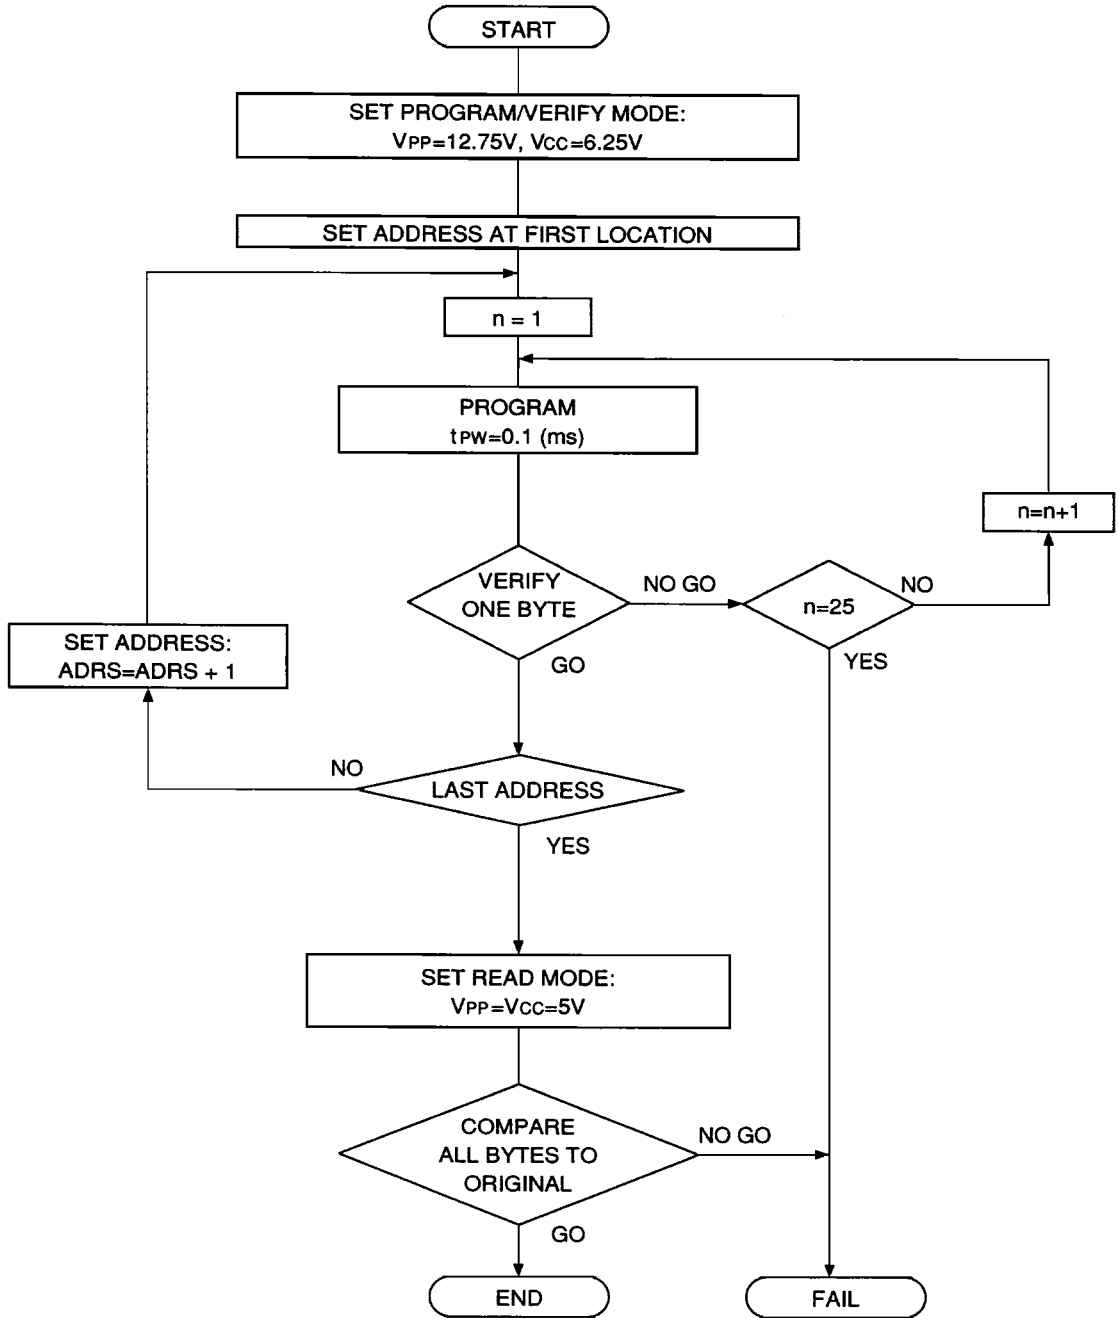 START
SET PROGRAM/VERIFY MODE:
VPP=12.75V, VCC=6.25V
SET ADDRESS AT FIRST LOCATION
n = 1
PROGRAM
tPW=0.1 (ms)
n=n+1
VERIFY
ONE BYTE
NO GO
n=25
NO
GO
YES
SET ADDRESS:
ADRS=ADRS + 1
NO
LAST ADDRESS
YES
SET READ MODE:
VPP=VCC=5V
COMPARE
ALL BYTES TO
ORIGINAL
NO GO
GO
END
FAIL